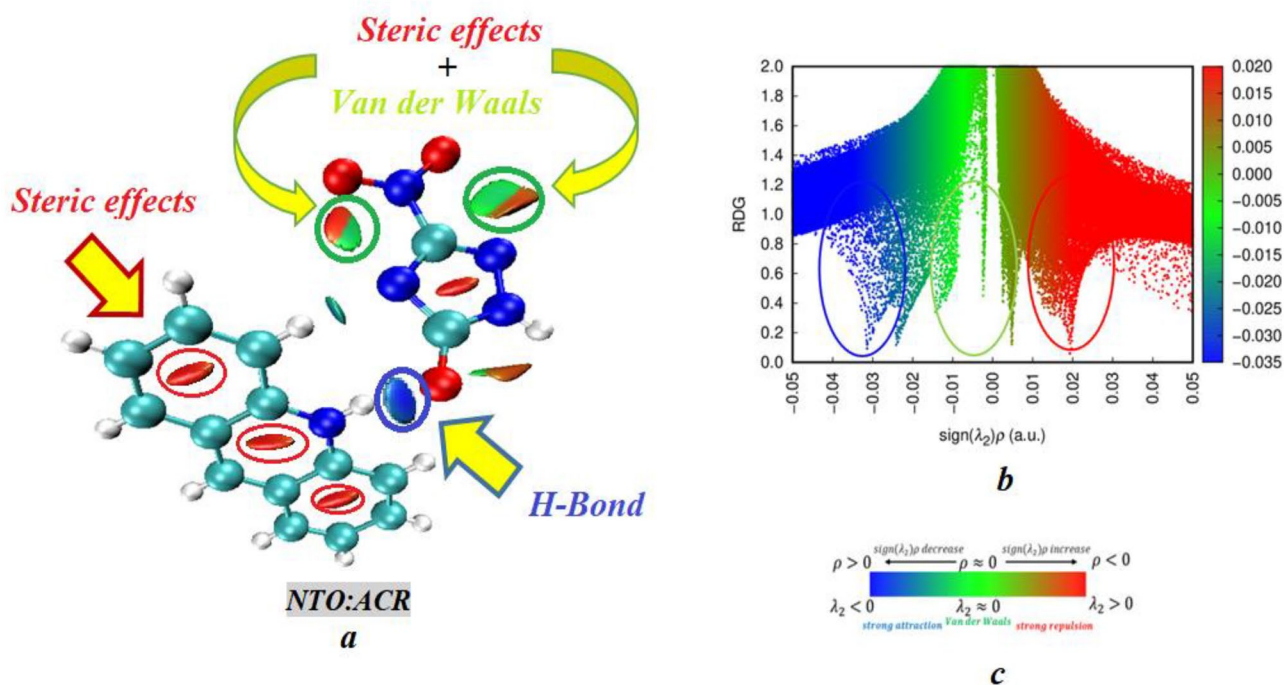 Steric effects
+
Van der Waals
Steric effects
H-Bond
NTO:ACR
a
RDG
2.0
1.8
1.6
1.4
1.2
1.0
0.8
0.6
0.4
0.2
0.0
−0.05
−0.04
−0.03
−0.02
−0.01
0.00
0.01
0.02
0.03
0.04
0.05
sign(λ₂)ρ (a.u.)
0.020
0.015
0.010
0.005
0.000
−0.005
−0.010
−0.015
−0.020
−0.025
−0.030
−0.035
b
sign(λ₂)ρ decrease sign(λ₂)ρ increase
ρ > 0 ρ ≈ 0 ρ < 0
λ₂ < 0 λ₂ ≈ 0 λ₂ > 0
strong attraction Van der Waals strong repulsion
c